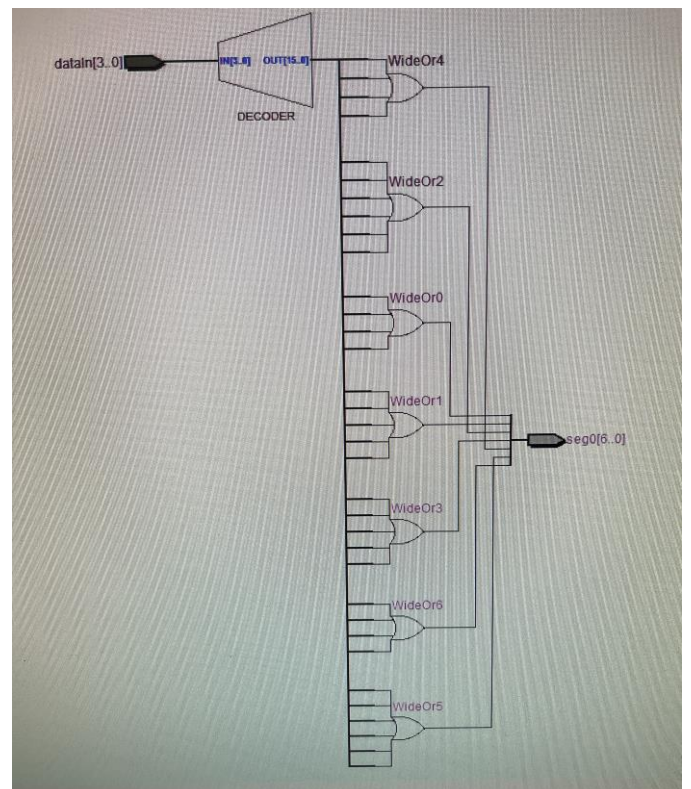 dataIn[3..0]
IN[3..0] OUT[15..0]
DECODER
WideOr4
WideOr2
WideOr0
WideOr1
seg0[6..0]
WideOr3
WideOr6
WideOr5